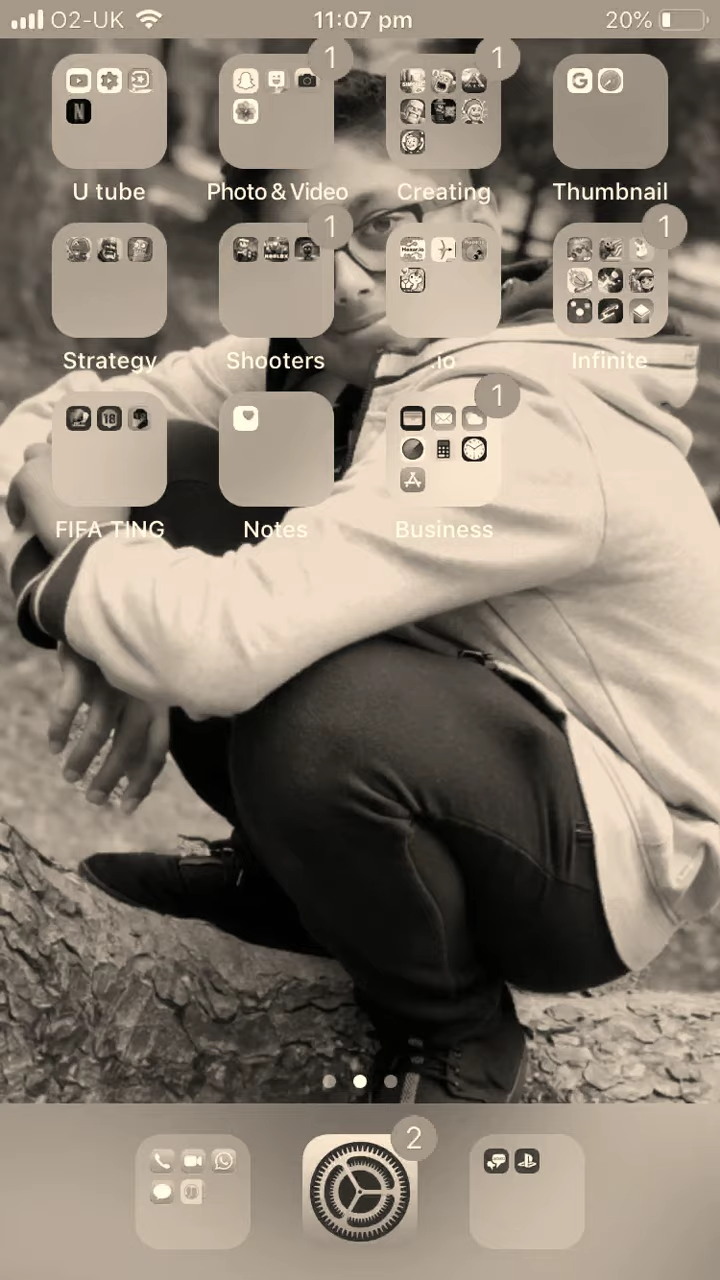 O2-UK 11:07 pm 20%
1 1
U tube Photo & Video Creating Thumbnail
1 1
Strategy Shooters .io Infinite
18
1
FIFA TING Notes Business
2